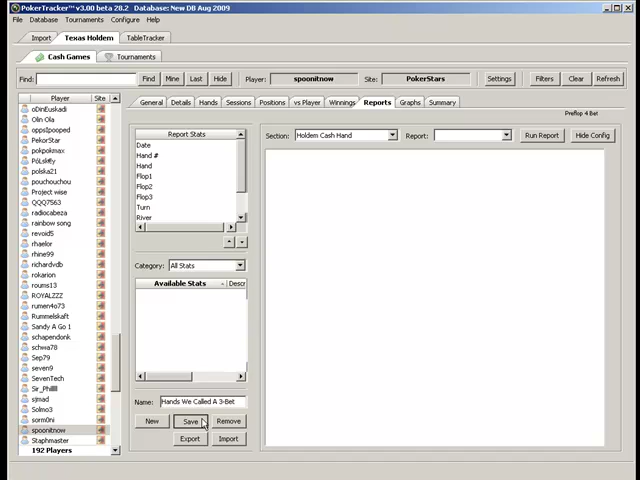 PokerTracker™ v3.00 beta 28.2 Database: New DB Aug 2009
File Database Tournaments Configure Help
Import Texas Holdem TableTracker
Cash Games Tournaments
Find: Find Mine Last Hide Player: spoonitnow Site: PokerStars Settings Filters Clear Refresh
Player Site
General Details Hands Sessions Positions vs Player Winnings Reports Graphs Summary
Preflop 4 Bet
oDinEuskadi
Olin Ola
oppsIpooped
PekorStar
pokpokmax
PóLsk€y
polska21
pouchouchou
Project wise
QQQ7563
radiocabeza
rainbow song
revoid5
rhaelor
rhine99
richardvdb
rokarion
roums13
ROYALZZZ
rumen4o73
Rummelskaft
Sandy A Go 1
schapendonk
schwa78
Sep79
seven9
SevenTech
sjmad
Solmo3
sorm0ni
spoonitnow
Staphmaster
192 Players
Report Stats
Date
Hand #
Hand
Flop1
Flop2
Flop3
Turn
River
Category: All Stats
Available Stats Descr
Name: Hands We Called A 3-Bet
New Save Remove
Export Import
Section: Holdem Cash Hand Report: Run Report Hide Config